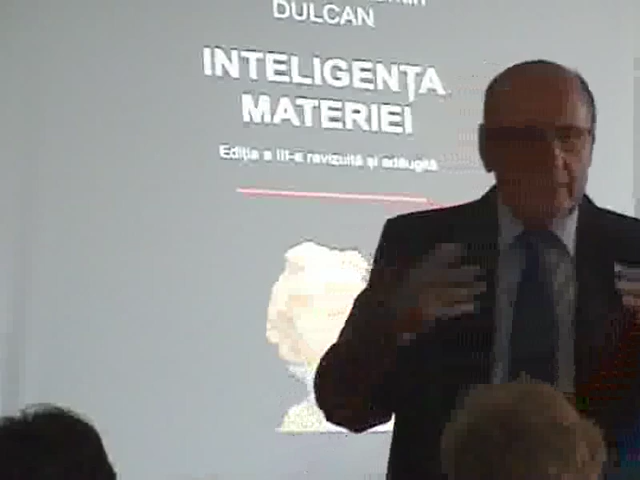 DULCAN
INTELIGENȚA
MATERIEI
Ediția a III-a revizuită și adăugită